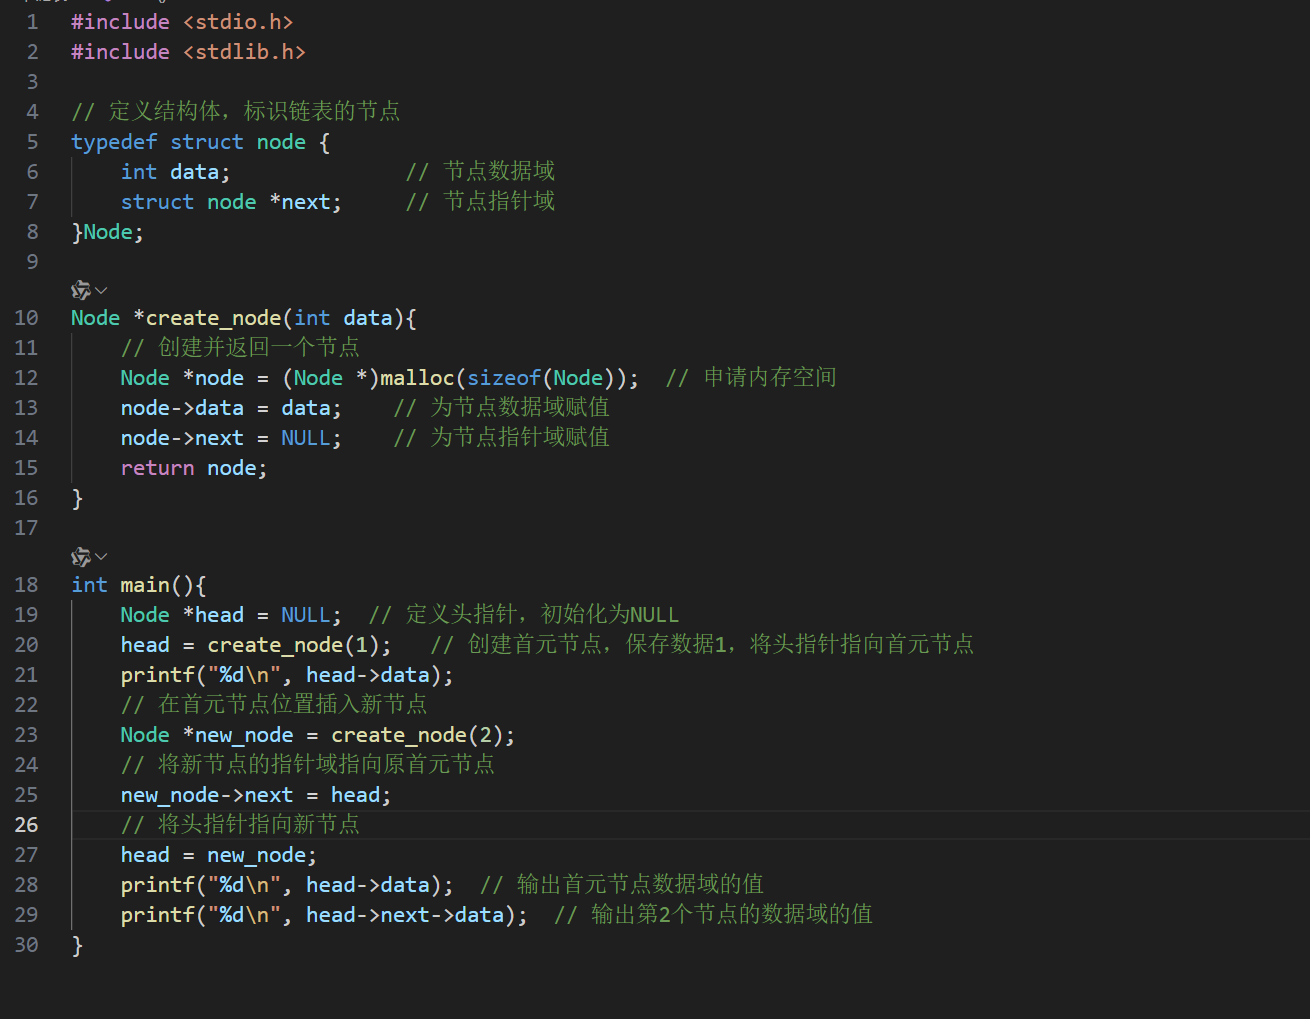 1 #include <stdio.h>
2 #include <stdlib.h>
3
4 // 定义结构体，标识链表的节点
5 typedef struct node {
6     int data;              // 节点数据域
7     struct node *next;     // 节点指针域
8 }Node;
9
10 Node *create_node(int data){
11     // 创建并返回一个节点
12     Node *node = (Node *)malloc(sizeof(Node));  // 申请内存空间
13     node->data = data;    // 为节点数据域赋值
14     node->next = NULL;    // 为节点指针域赋值
15     return node;
16 }
17
18 int main(){
19     Node *head = NULL;  // 定义头指针，初始化为NULL
20     head = create_node(1);   // 创建首元节点，保存数据1，将头指针指向首元节点
21     printf("%d\n", head->data);
22     // 在首元节点位置插入新节点
23     Node *new_node = create_node(2);
24     // 将新节点的指针域指向原首元节点
25     new_node->next = head;
26     // 将头指针指向新节点
27     head = new_node;
28     printf("%d\n", head->data);  // 输出首元节点数据域的值
29     printf("%d\n", head->next->data);  // 输出第2个节点的数据域的值
30 }